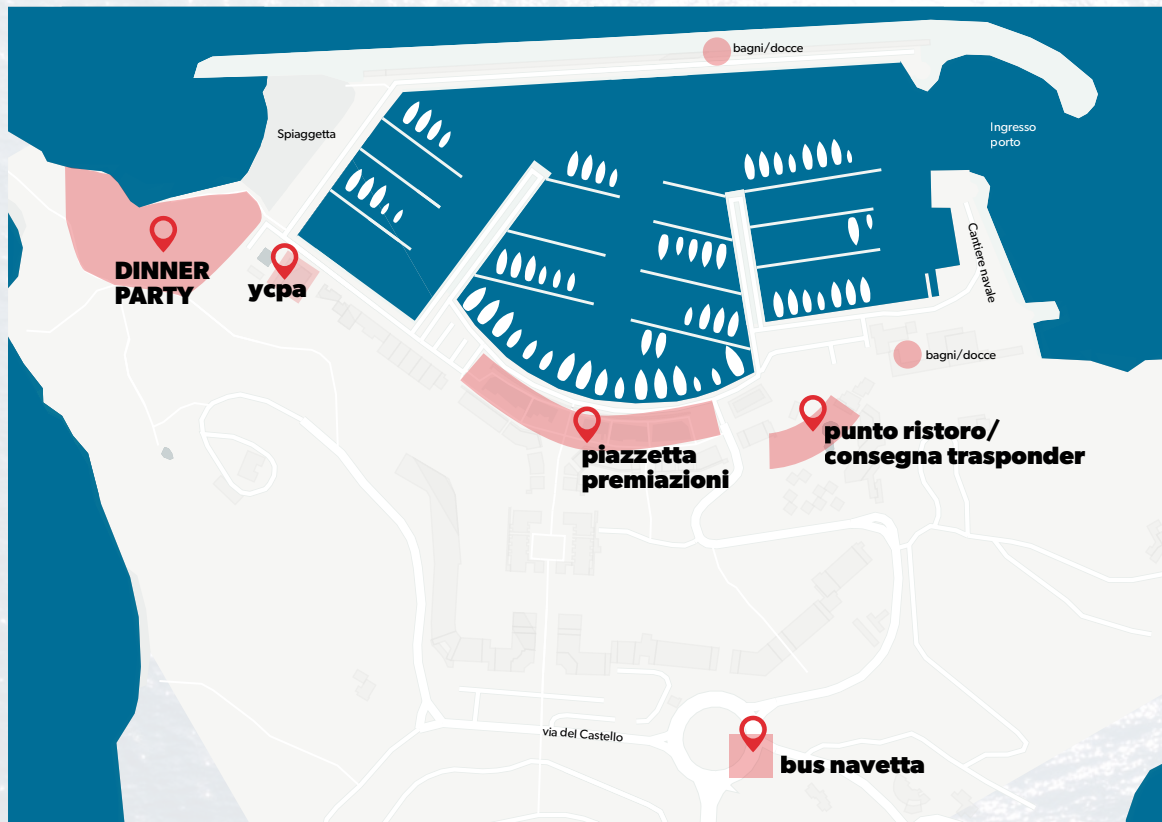 bagni/docce
Ingresso
porto
Spiaggetta
Cantiere navale
DINNER
PARTY
ycpa
bagni/docce
punto ristoro/
consegna trasponder
piazzetta
premiazioni
via del Castello
bus navetta